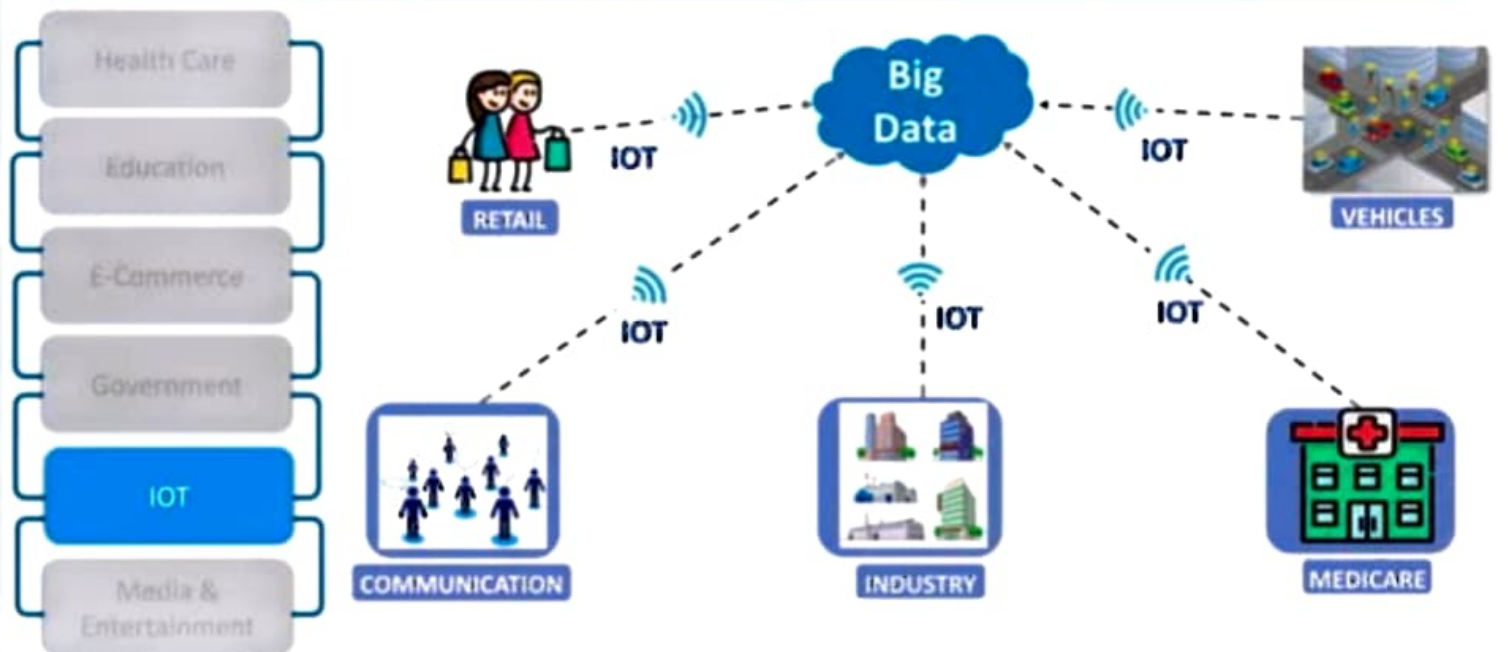 Health Care
Education
E-Commerce
Government
IOT
Media &
Entertainment
Big
Data
IOT
IOT
RETAIL
VEHICLES
IOT
IOT
IOT
COMMUNICATION
INDUSTRY
MEDICARE